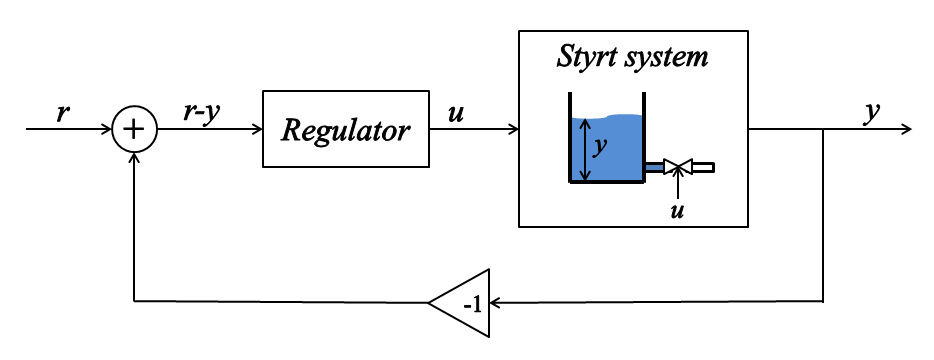 r
+
r-y
Regulator
u
Styrt system
y
u
y
-1